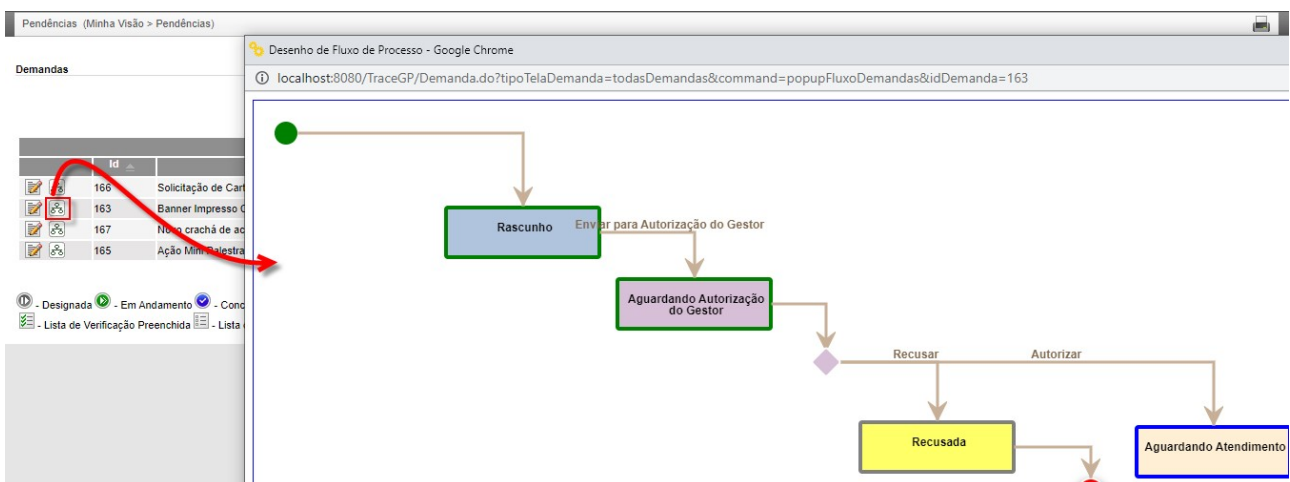 Pendências (Minha Visão > Pendências)
Desenho de Fluxo de Processo - Google Chrome
Demandas
localhost:8080/TraceGP/Demanda.do?tipoTelaDemanda=todasDemandas&command=popupFluxoDemandas&idDemanda=163
Id
166 Solicitação de Cart
163 Banner Impresso C
167 Novo crachá de ac
165 Ação Mini Palestra
- Designada - Em Andamento - Conc
- Lista de Verificação Preenchida - Lista
Rascunho
Enviar para Autorização do Gestor
Aguardando Autorização
do Gestor
Recusar
Autorizar
Recusada
Aguardando Atendimento